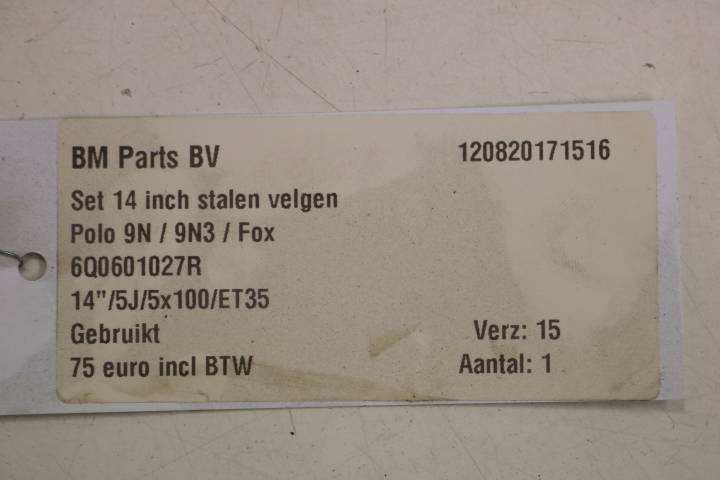 BM Parts BV 120820171516
Set 14 inch stalen velgen
Polo 9N / 9N3 / Fox
6Q0601027R
14"/5J/5x100/ET35
Gebruikt Verz: 15
75 euro incl BTW Aantal: 1